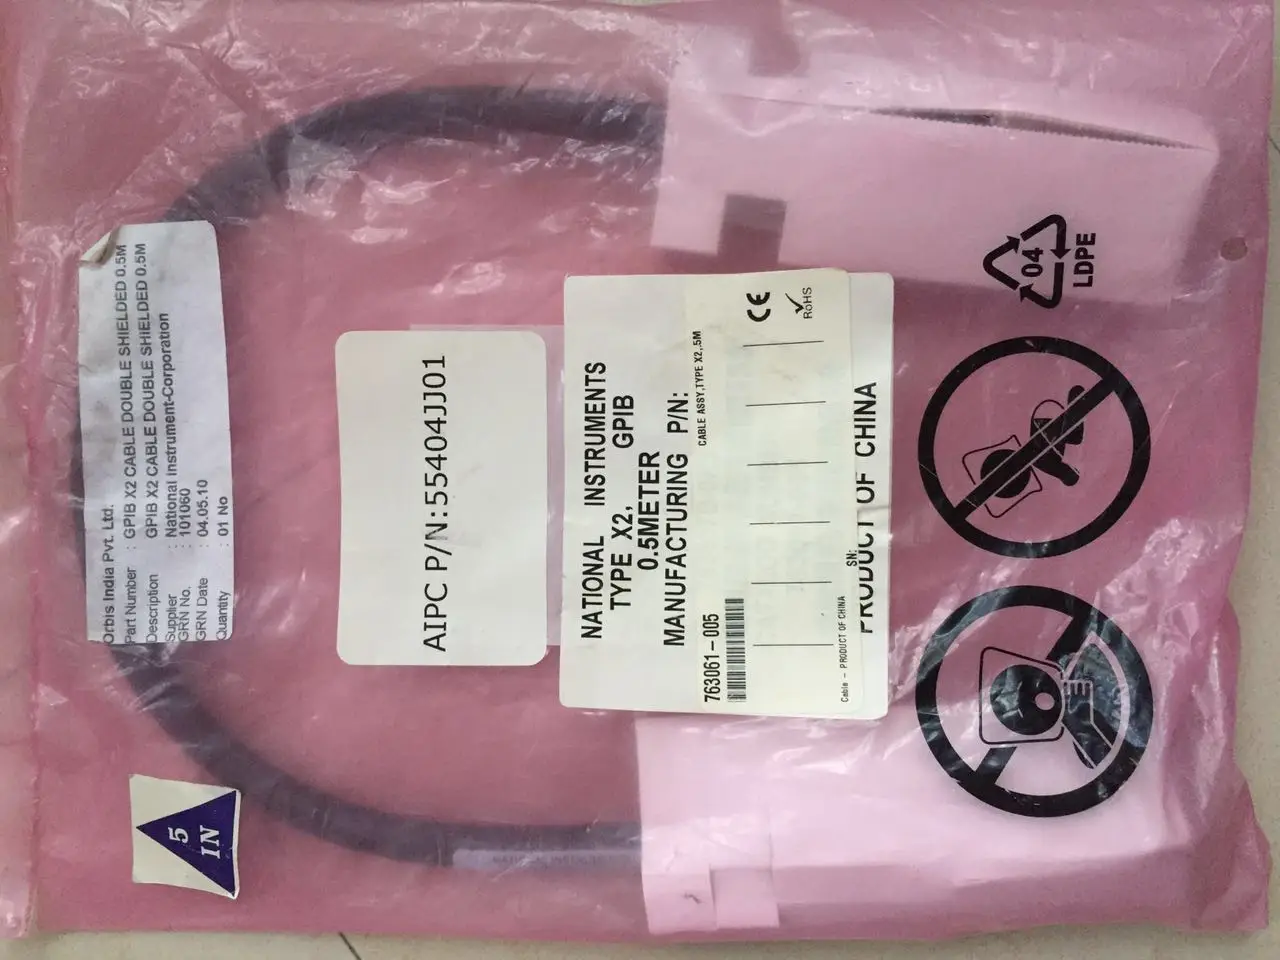 Orbis India Pvt. Ltd.
Part Number : GPIB X2 CABLE DOUBLE SHIELDED 0.5M
Description : GPIB X2 CABLE DOUBLE SHIELDED 0.5M
Supplier : National Instrument-Corporation
GRN No. : 101060
GRN Date : 04.05.10
Quantity : 01 No
5
IN
AIPC P/N:55404JJ01
NATIONAL INSTRUMENTS
TYPE X2, GPIB
0.5METER
MANUFACTURING P/N:
CABLE ASSY,TYPE X2,.5M
763061-005
CE
RoHS
Cable - PRODUCT OF CHINA
SN:
PRODUCT OF CHINA
04
LDPE